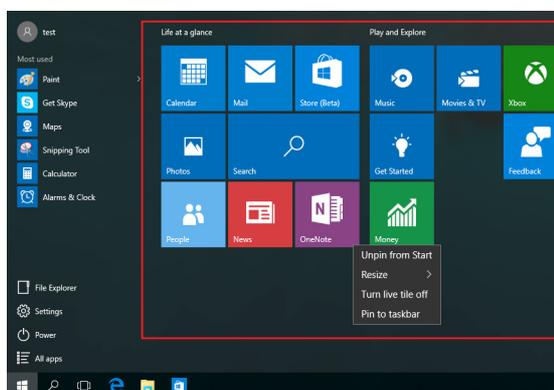 test
Most used
Paint
Get Skype
Maps
Snipping Tool
Calculator
Alarms & Clock
File Explorer
Settings
Power
All apps
Life at a glance
Calendar
Mail
Store (Beta)
Photos
Search
People
News
N
OneNote
Play and Explore
Music
Movies & TV
Xbox
Get Started
Feedback
Money
Unpin from Start
Resize
Turn live tile off
Pin to taskbar